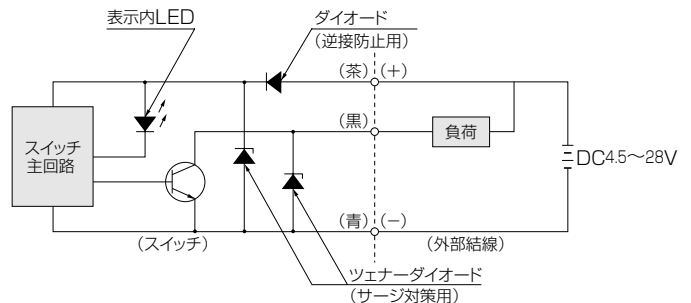 表示内LED
ダイオード
（逆接防止用）
（茶）（＋）
（黒）
負荷
スイッチ
主回路
DC4.5～28V
（青）（－）
（スイッチ）
（外部結線）
ツェナーダイオード
（サージ対策用）